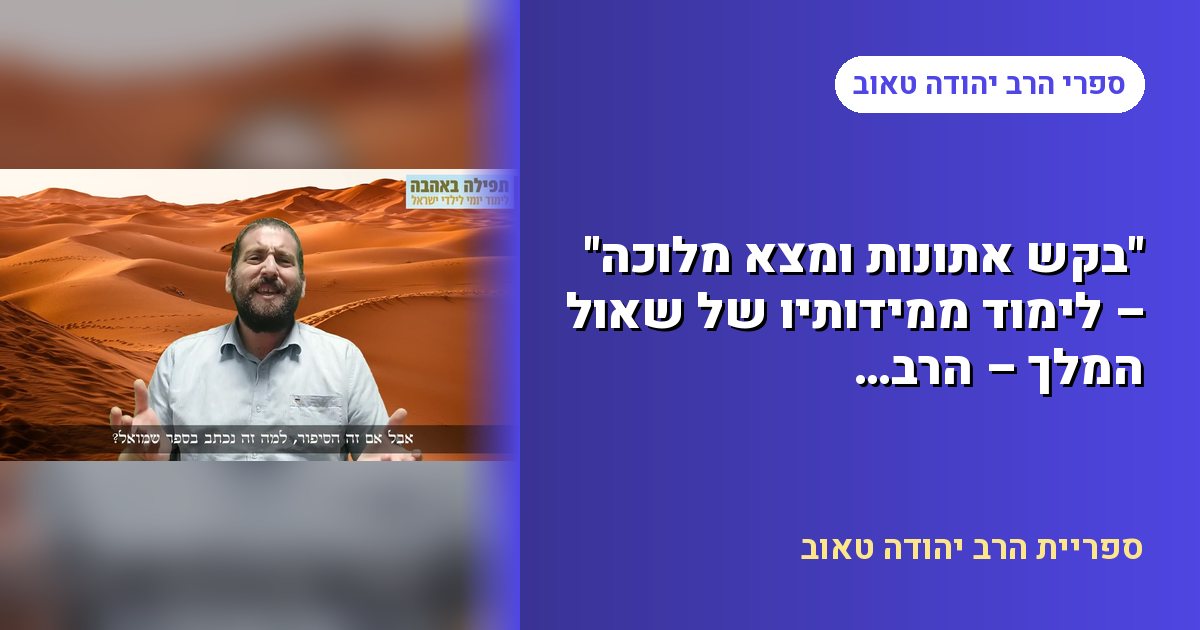 ספרי הרב יהודה טאוב
"בקש אתונות ומצא מלוכה"
– לימוד ממידותיו של שאול
המלך – הרב...
ספריית הרב יהודה טאוב
תפילה באהבה
לימוד יומי לילדי ישראל
אבל אם זה הסיפור, למה זה נכתב בספר שמואל?